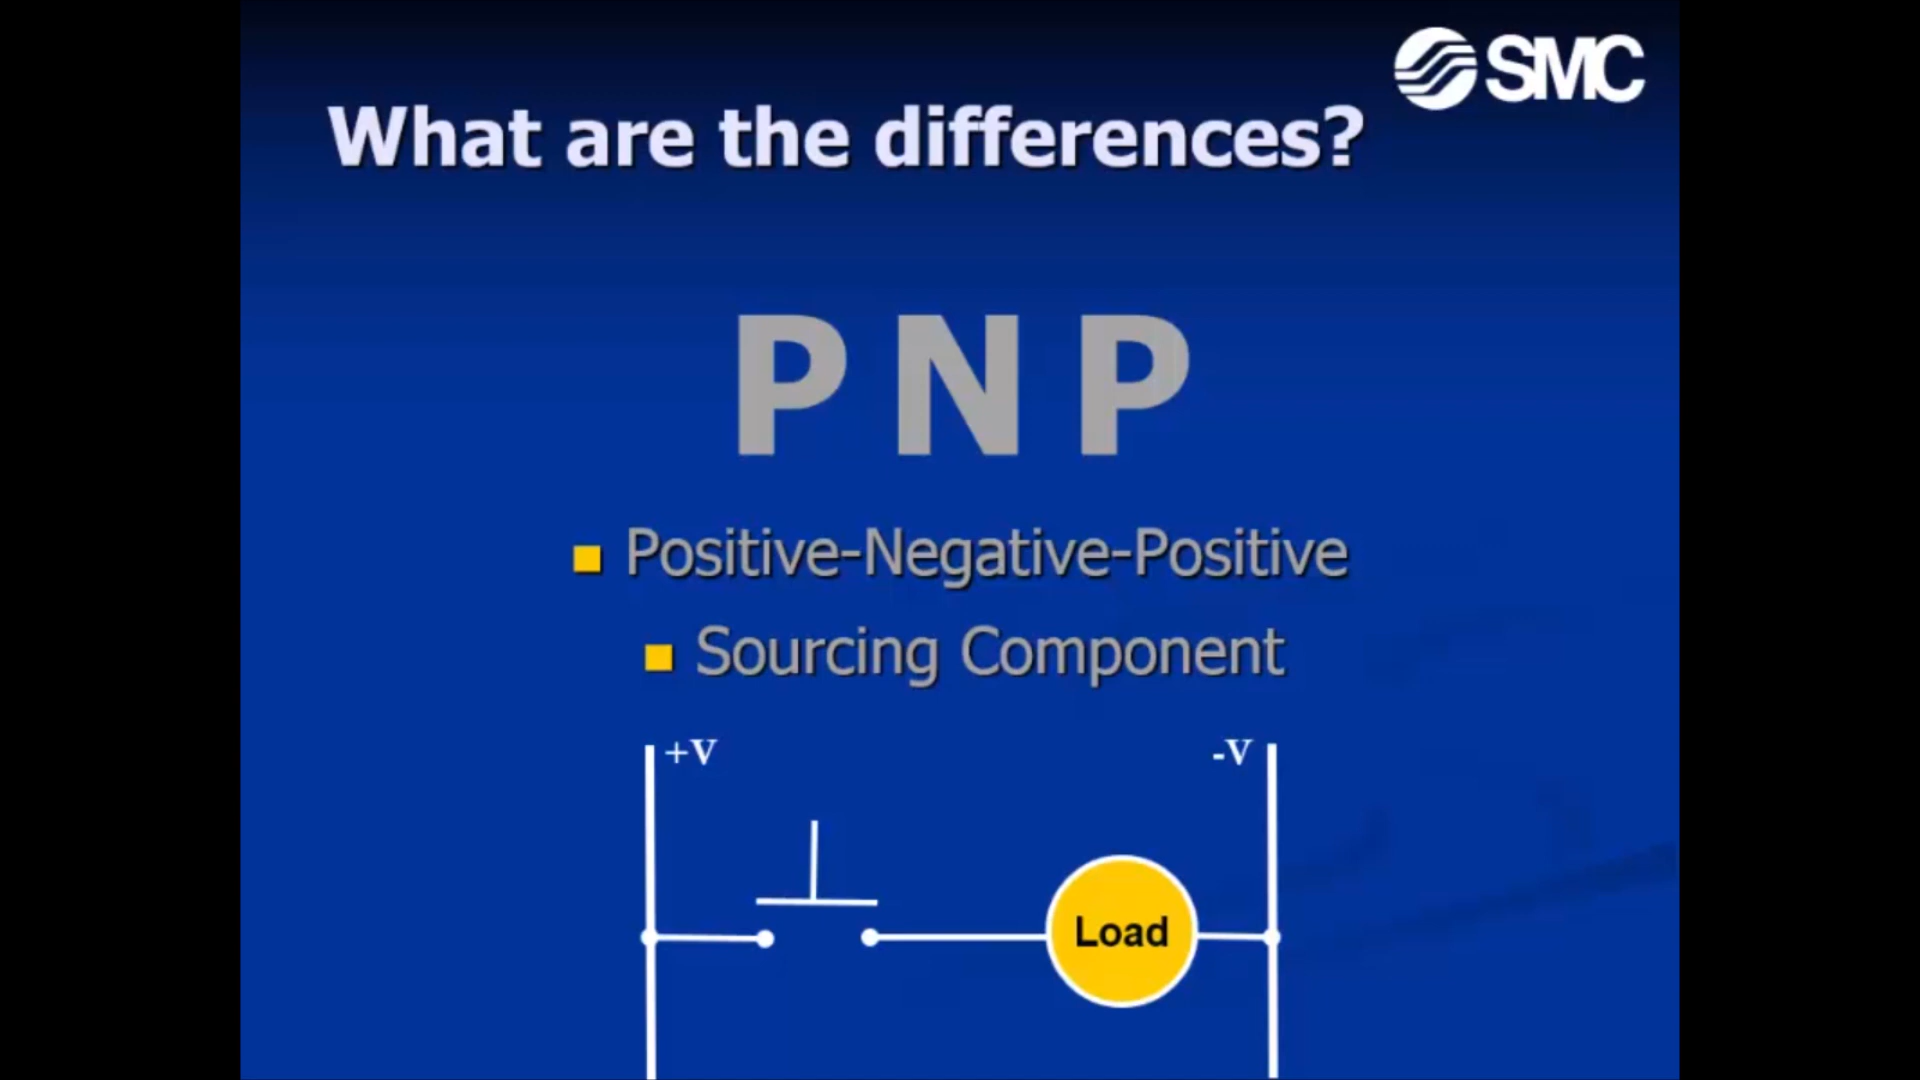 SMC
What are the differences?
PNP
Positive-Negative-Positive
Sourcing Component
+V
-V
Load